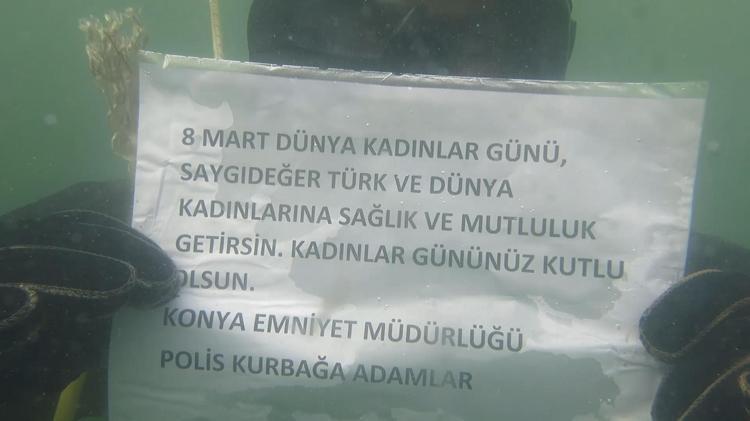 8 MART DÜNYA KADINLAR GÜNÜ,
SAYGIDEĞER TÜRK VE DÜNYA
KADINLARINA SAĞLIK VE MUTLULUK
GETİRSİN. KADINLAR GÜNÜNÜZ KUTLU
OLSUN.
KONYA EMNİYET MÜDÜRLÜĞÜ
POLİS KURBAĞA ADAMLAR